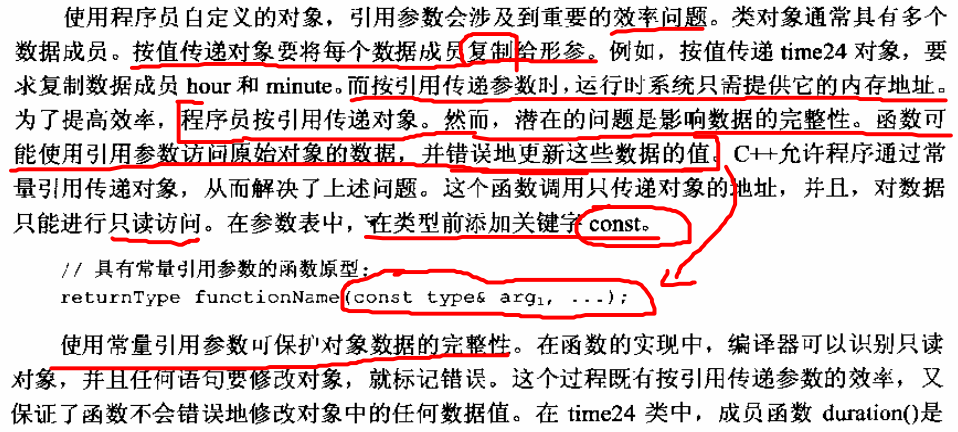 使用程序员自定义的对象，引用参数会涉及到重要的效率问题。类对象通常具有多个
数据成员。按值传递对象要将每个数据成员复制给形参。例如，按值传递 time24 对象，要
求复制数据成员 hour 和 minute。而按引用传递参数时，运行时系统只需提供它的内存地址。
为了提高效率，程序员按引用传递对象。然而，潜在的问题是影响数据的完整性。函数可
能使用引用参数访问原始对象的数据，并错误地更新这些数据的值。C++允许程序通过常
量引用传递对象，从而解决了上述问题。这个函数调用只传递对象的地址，并且，对数据
只能进行只读访问。在参数表中，在类型前添加关键字 const。
// 具有常量引用参数的函数原型：
returnType functionName(const type& arg₁, ...);
使用常量引用参数可保护对象数据的完整性。在函数的实现中，编译器可以识别只读
对象，并且任何语句要修改对象，就标记错误。这个过程既有按引用传递参数的效率，又
保证了函数不会错误地修改对象中的任何数据值。在 time24 类中，成员函数 duration()是